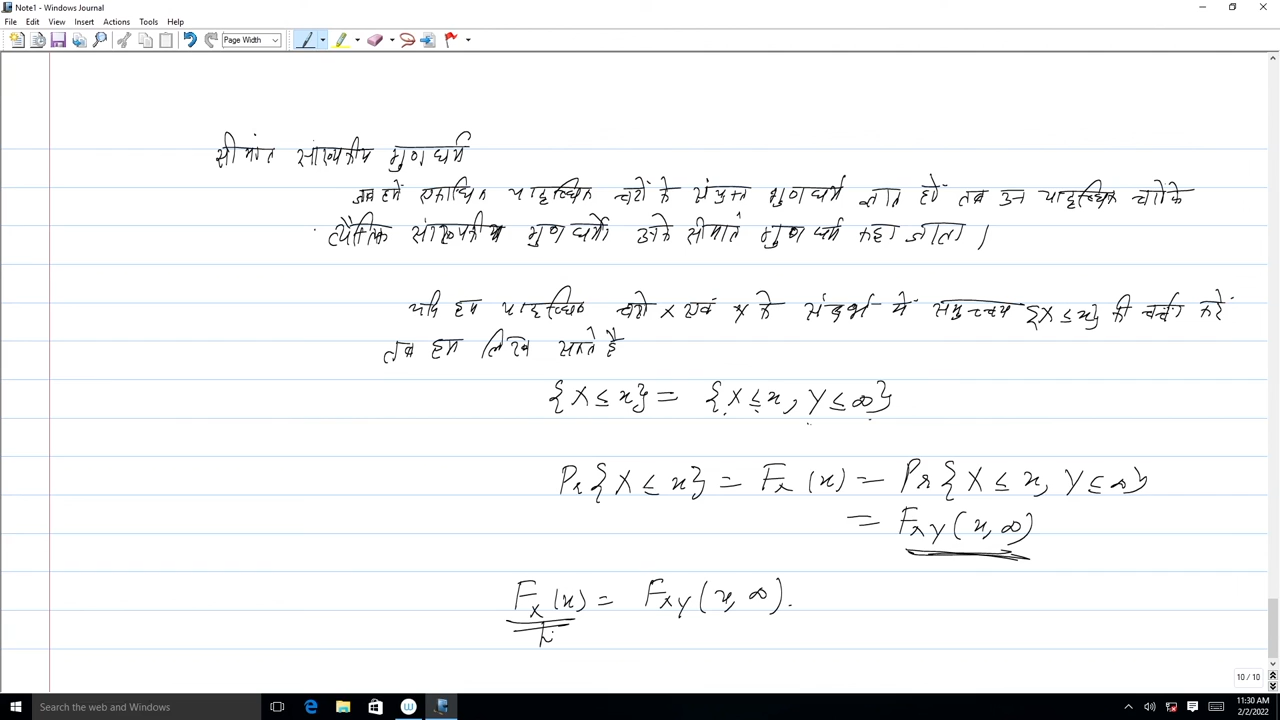 Note1 - Windows Journal
File Edit View Insert Actions Tools Help
Page Width
सीमांत सांख्यकीय गुणधर्म
जब हमें एकाधिक यादृच्छिक चरों के संयुक्त गुणधर्म ज्ञात हों तब उन यादृच्छिक चरों के
वैयक्तिक सांख्यकीय गुणधर्मों उनके सीमांत गुणधर्म कहा जाता ।
यदि हम यादृच्छिक चरों X एवं Y के संदर्भ में समुच्चय {X ≤ x} की चर्चा करें
तब हम लिख सकते हैं
{X ≤ x} = {X ≤ x, Y ≤ ∞}
Pr{X ≤ x} = Fx(x) = Pr{X ≤ x, Y ≤ ∞}
= Fxy(x, ∞)
Fx(x) = Fxy(x, ∞).
10 / 10
Search the web and Windows
11:30 AM
2/2/2022